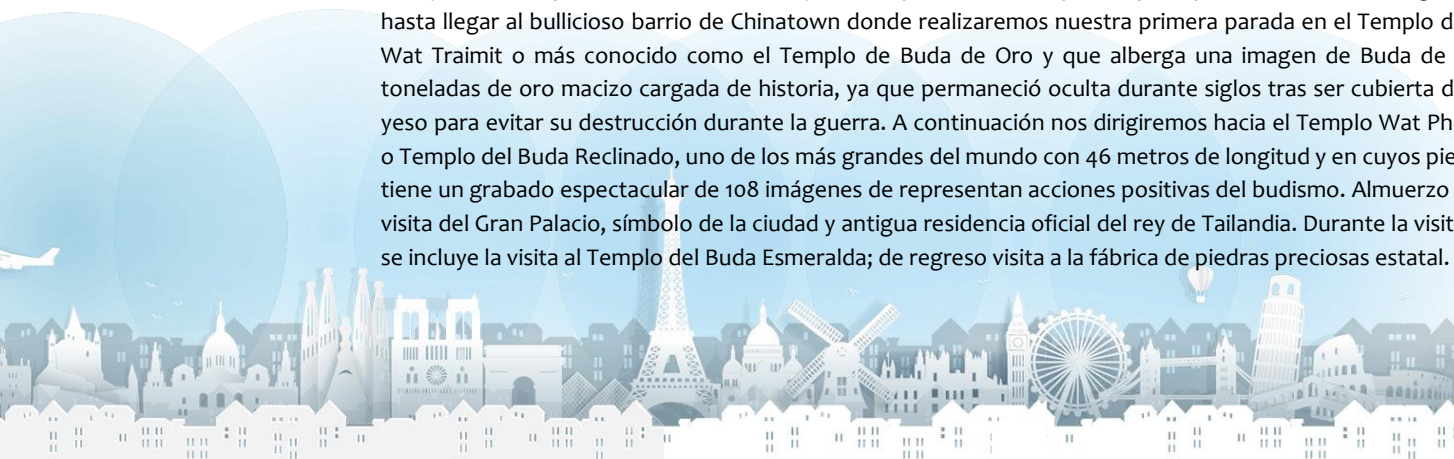 hasta llegar al bullicioso barrio de Chinatown donde realizaremos nuestra primera parada en el Templo d
Wat Traimit o más conocido como el Templo de Buda de Oro y que alberga una imagen de Buda de
toneladas de oro macizo cargada de historia, ya que permaneció oculta durante siglos tras ser cubierta d
yeso para evitar su destrucción durante la guerra. A continuación nos dirigiremos hacia el Templo Wat Ph
o Templo del Buda Reclinado, uno de los más grandes del mundo con 46 metros de longitud y en cuyos pie
tiene un grabado espectacular de 108 imágenes de representan acciones positivas del budismo. Almuerzo
visita del Gran Palacio, símbolo de la ciudad y antigua residencia oficial del rey de Tailandia. Durante la visit
se incluye la visita al Templo del Buda Esmeralda; de regreso visita a la fábrica de piedras preciosas estatal.